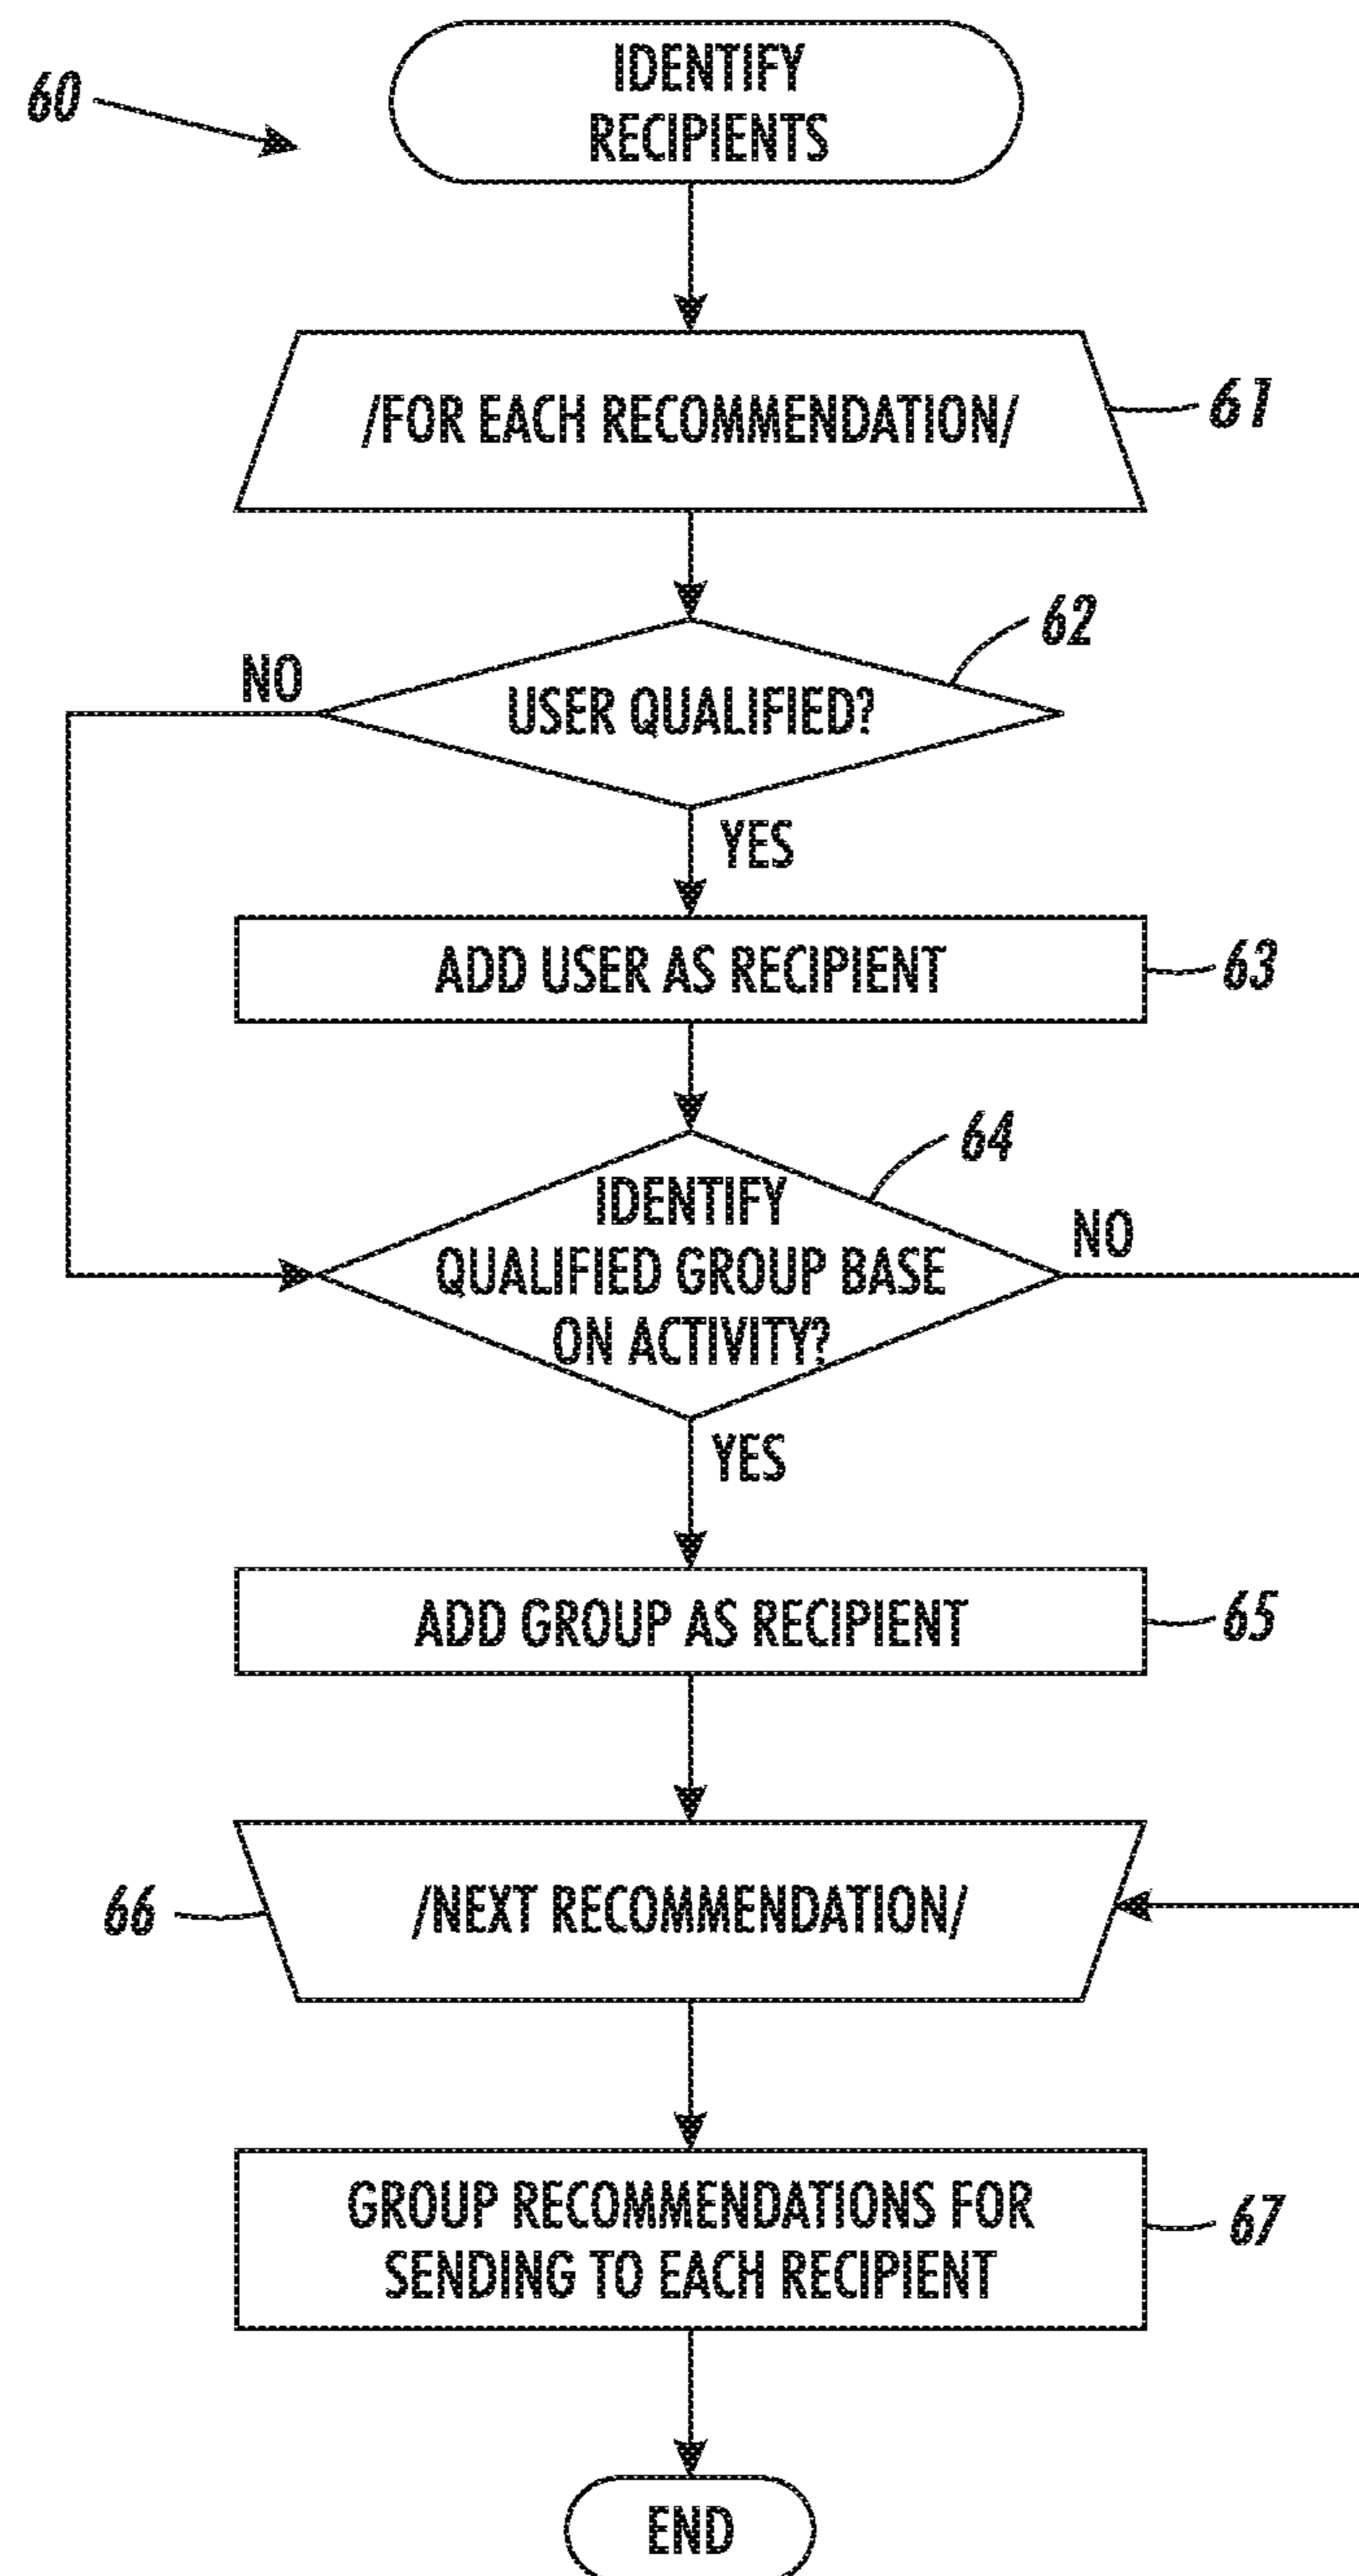 60
IDENTIFY
RECIPIENTS
/FOR EACH RECOMMENDATION/
61
62
NO
USER QUALIFIED?
YES
ADD USER AS RECIPIENT
63
64
IDENTIFY
QUALIFIED GROUP BASE
ON ACTIVITY?
NO
YES
ADD GROUP AS RECIPIENT
65
66
/NEXT RECOMMENDATION/
GROUP RECOMMENDATIONS FOR
SENDING TO EACH RECIPIENT
67
END